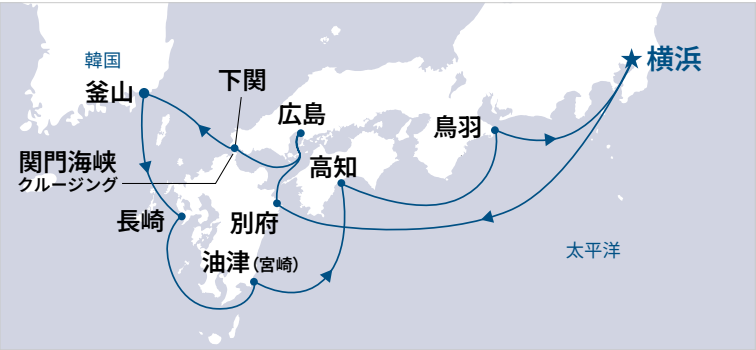 韓国
釜山
下関
広島
横浜
鳥羽
関門海峡
クルージング
高知
長崎
別府
油津(宮崎)
太平洋